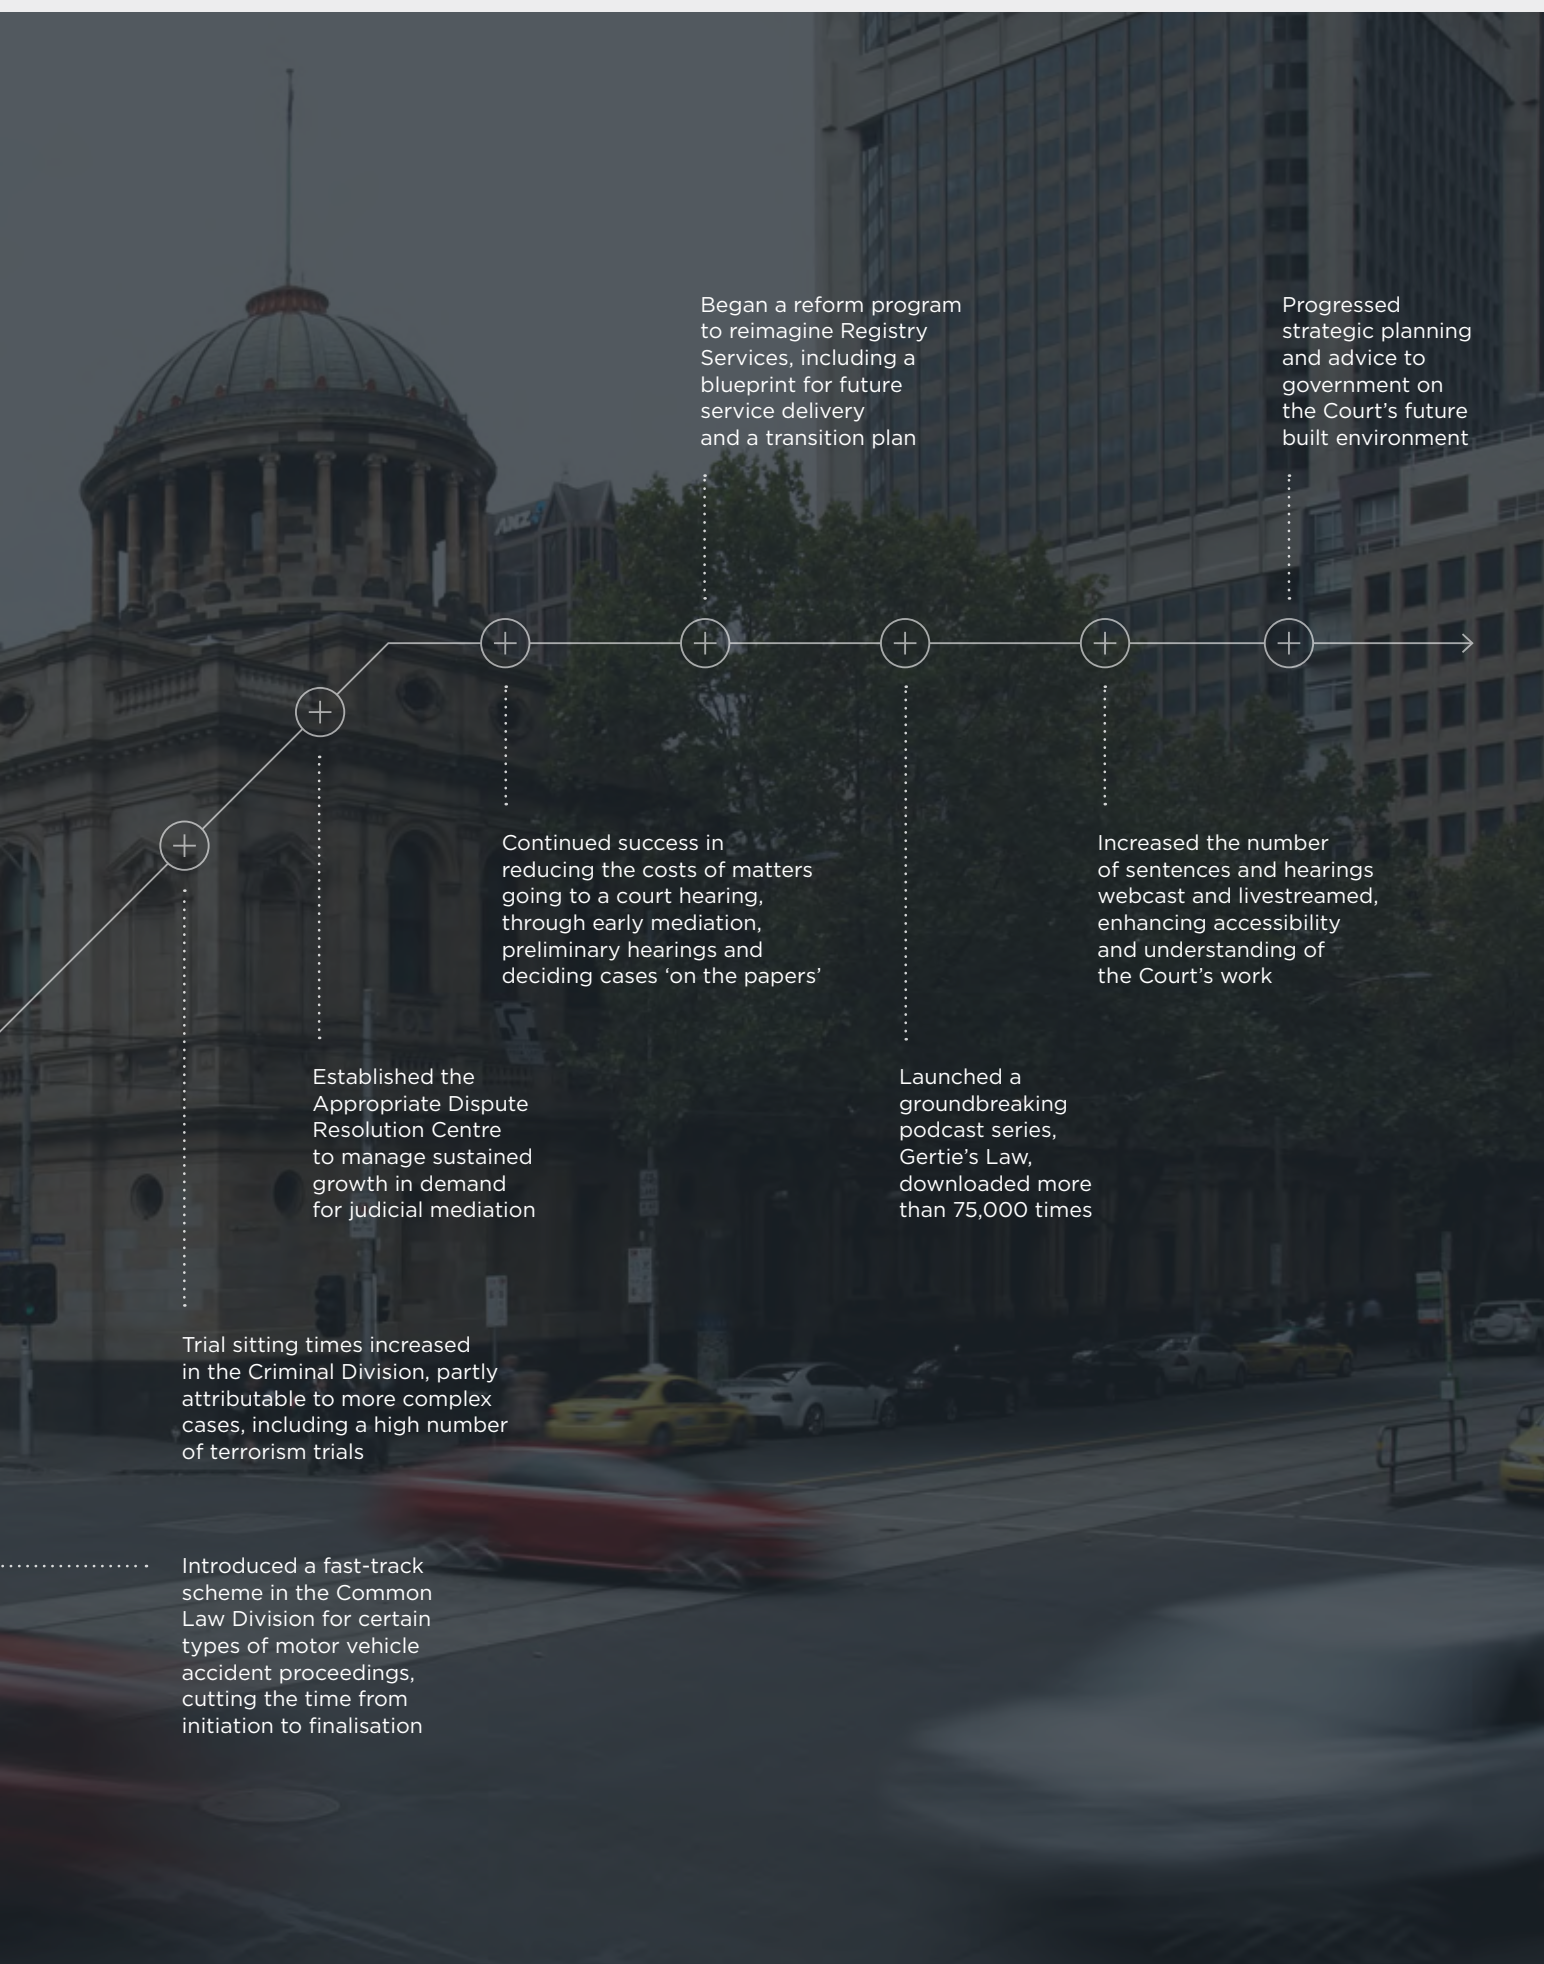 Began a reform program
to reimagine Registry
Services, including a
blueprint for future
service delivery
and a transition plan
Progressed
strategic planning
and advice to
government on
the Court’s future
built environment
ANZ
Continued success in
reducing the costs of matters
going to a court hearing,
through early mediation,
preliminary hearings and
deciding cases ‘on the papers’
Increased the number
of sentences and hearings
webcast and livestreamed,
enhancing accessibility
and understanding of
the Court’s work
Established the
Appropriate Dispute
Resolution Centre
to manage sustained
growth in demand
for judicial mediation
Launched a
groundbreaking
podcast series,
Gertie’s Law,
downloaded more
than 75,000 times
Trial sitting times increased
in the Criminal Division, partly
attributable to more complex
cases, including a high number
of terrorism trials
Introduced a fast-track
scheme in the Common
Law Division for certain
types of motor vehicle
accident proceedings,
cutting the time from
initiation to finalisation